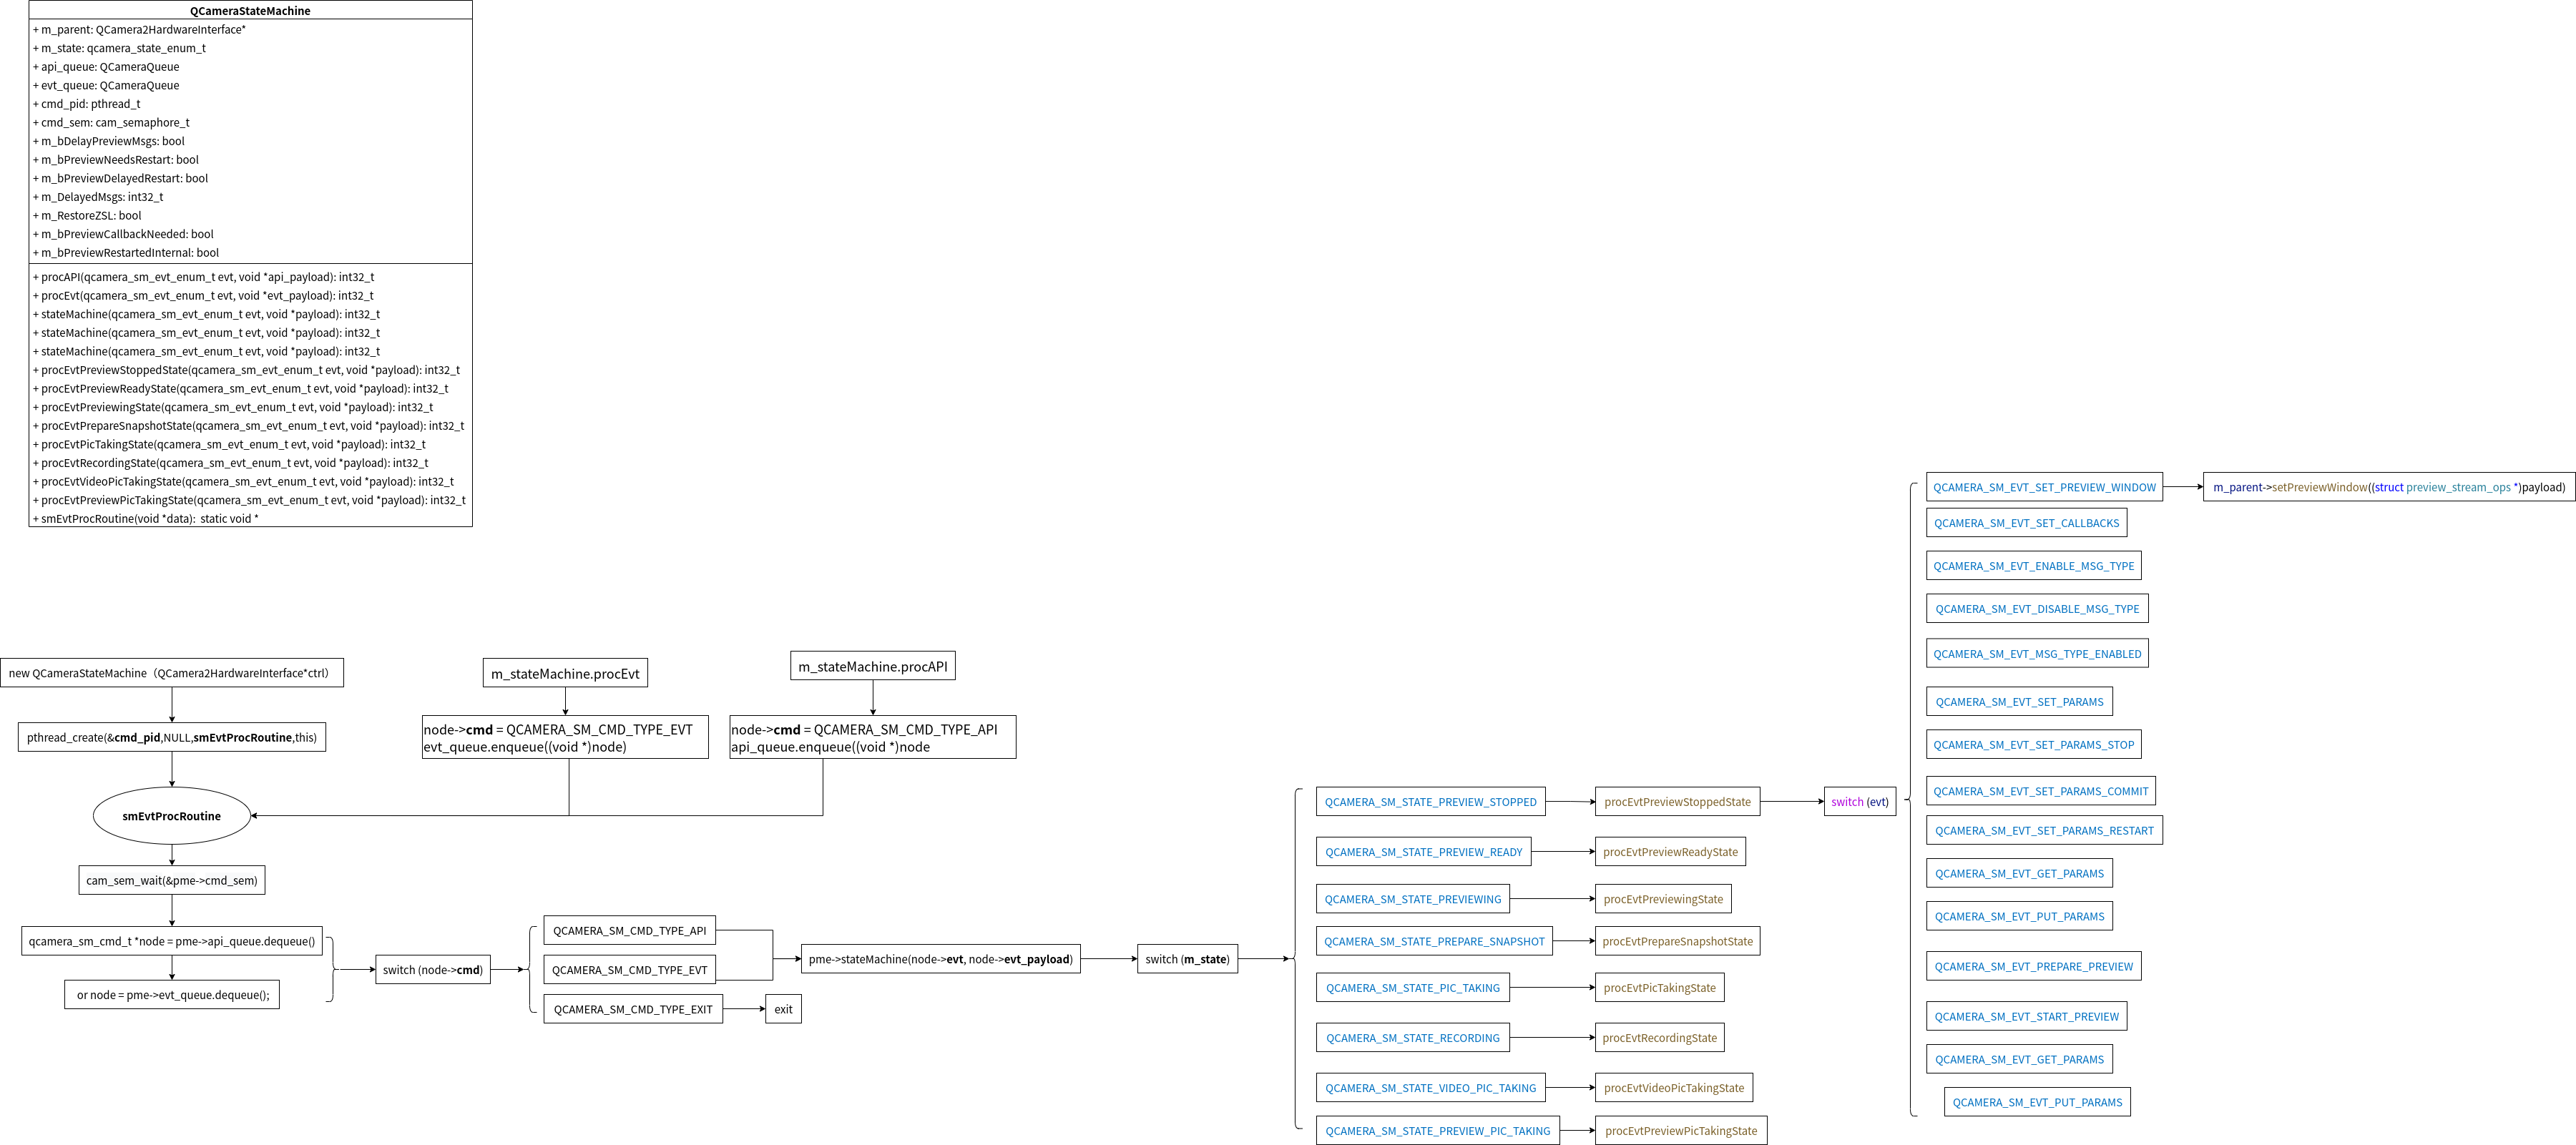 QCameraStateMachine
+ m_parent: QCamera2HardwareInterface*
+ m_state: qcamera_state_enum_t
+ api_queue: QCameraQueue
+ evt_queue: QCameraQueue
+ cmd_pid: pthread_t
+ cmd_sem: cam_semaphore_t
+ m_bDelayPreviewMsgs: bool
+ m_bPreviewNeedsRestart: bool
+ m_bPreviewDelayedRestart: bool
+ m_DelayedMsgs: int32_t
+ m_RestoreZSL: bool
+ m_bPreviewCallbackNeeded: bool
+ m_bPreviewRestartedInternal: bool
+ procAPI(qcamera_sm_evt_enum_t evt, void *api_payload): int32_t
+ procEvt(qcamera_sm_evt_enum_t evt, void *evt_payload): int32_t
+ stateMachine(qcamera_sm_evt_enum_t evt, void *payload): int32_t
+ stateMachine(qcamera_sm_evt_enum_t evt, void *payload): int32_t
+ stateMachine(qcamera_sm_evt_enum_t evt, void *payload): int32_t
+ procEvtPreviewStoppedState(qcamera_sm_evt_enum_t evt, void *payload): int32_t
+ procEvtPreviewReadyState(qcamera_sm_evt_enum_t evt, void *payload): int32_t
+ procEvtPreviewingState(qcamera_sm_evt_enum_t evt, void *payload): int32_t
+ procEvtPrepareSnapshotState(qcamera_sm_evt_enum_t evt, void *payload): int32_t
+ procEvtPicTakingState(qcamera_sm_evt_enum_t evt, void *payload): int32_t
+ procEvtRecordingState(qcamera_sm_evt_enum_t evt, void *payload): int32_t
+ procEvtVideoPicTakingState(qcamera_sm_evt_enum_t evt, void *payload): int32_t
+ procEvtPreviewPicTakingState(qcamera_sm_evt_enum_t evt, void *payload): int32_t
+ smEvtProcRoutine(void *data): static void *
new QCameraStateMachine（QCamera2HardwareInterface*ctrl）
pthread_create(&cmd_pid,NULL,smEvtProcRoutine,this)
smEvtProcRoutine
cam_sem_wait(&pme->cmd_sem)
qcamera_sm_cmd_t *node = pme->api_queue.dequeue()
or node = pme->evt_queue.dequeue();
m_stateMachine.procEvt
node->cmd = QCAMERA_SM_CMD_TYPE_EVT
evt_queue.enqueue((void *)node)
m_stateMachine.procAPI
node->cmd = QCAMERA_SM_CMD_TYPE_API
api_queue.enqueue((void *)node
switch (node->cmd)
QCAMERA_SM_CMD_TYPE_API
QCAMERA_SM_CMD_TYPE_EVT
QCAMERA_SM_CMD_TYPE_EXIT
exit
pme->stateMachine(node->evt, node->evt_payload)
switch (m_state)
QCAMERA_SM_STATE_PREVIEW_STOPPED
procEvtPreviewStoppedState
QCAMERA_SM_STATE_PREVIEW_READY
procEvtPreviewReadyState
QCAMERA_SM_STATE_PREVIEWING
procEvtPreviewingState
QCAMERA_SM_STATE_PREPARE_SNAPSHOT
procEvtPrepareSnapshotState
QCAMERA_SM_STATE_PIC_TAKING
procEvtPicTakingState
QCAMERA_SM_STATE_RECORDING
procEvtRecordingState
QCAMERA_SM_STATE_VIDEO_PIC_TAKING
procEvtVideoPicTakingState
QCAMERA_SM_STATE_PREVIEW_PIC_TAKING
procEvtPreviewPicTakingState
switch (evt)
QCAMERA_SM_EVT_SET_PREVIEW_WINDOW
m_parent->setPreviewWindow((struct preview_stream_ops *)payload)
QCAMERA_SM_EVT_SET_CALLBACKS
QCAMERA_SM_EVT_ENABLE_MSG_TYPE
QCAMERA_SM_EVT_DISABLE_MSG_TYPE
QCAMERA_SM_EVT_MSG_TYPE_ENABLED
QCAMERA_SM_EVT_SET_PARAMS
QCAMERA_SM_EVT_SET_PARAMS_STOP
QCAMERA_SM_EVT_SET_PARAMS_COMMIT
QCAMERA_SM_EVT_SET_PARAMS_RESTART
QCAMERA_SM_EVT_GET_PARAMS
QCAMERA_SM_EVT_PUT_PARAMS
QCAMERA_SM_EVT_PREPARE_PREVIEW
QCAMERA_SM_EVT_START_PREVIEW
QCAMERA_SM_EVT_GET_PARAMS
QCAMERA_SM_EVT_PUT_PARAMS